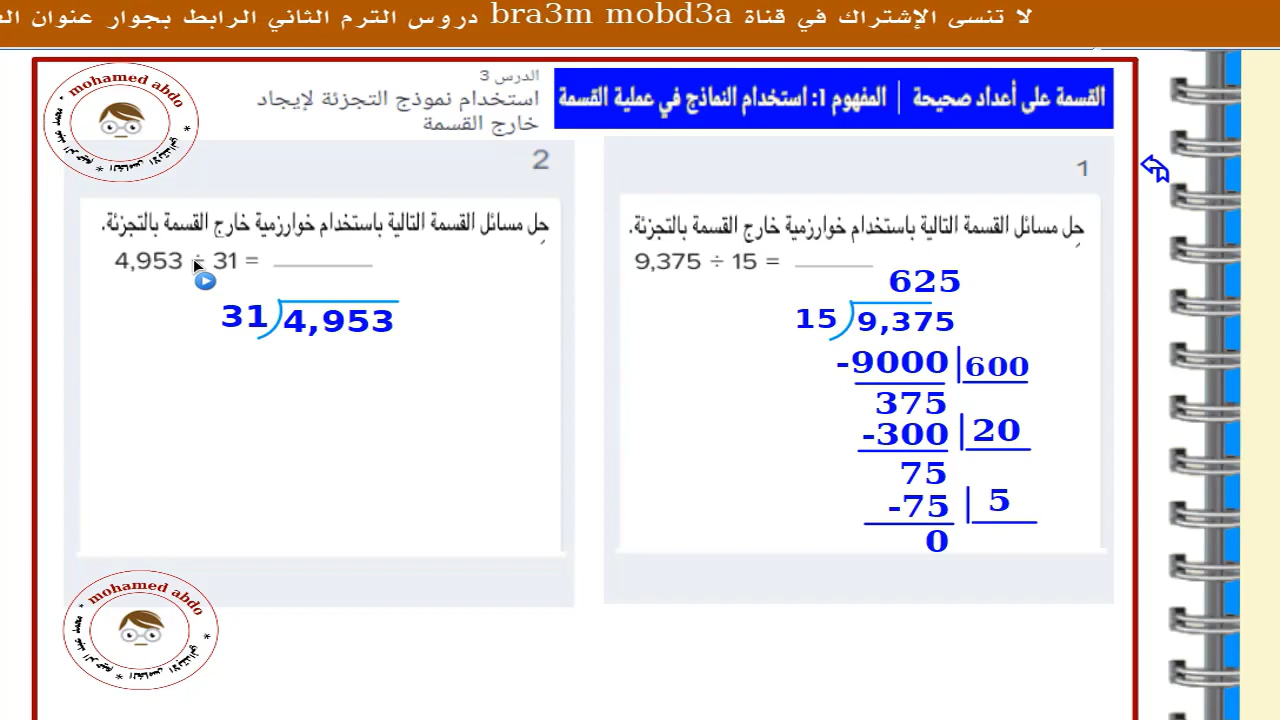 لا تنسى الإشتراك في قناة bra3m mobd3a دروس الترم الثاني الرابط بجوار عنوان
القسمة على أعداد صحيحة | المفهوم 1: استخدام النماذج في عملية القسمة
الدرس 3
استخدام نموذج التجزئة لإيجاد
خارج القسمة
1
حل مسائل القسمة التالية باستخدام خوارزمية خارج القسمة بالتجزئة.
9,375 ÷ 15 =
625
15 9,375
-9000 600
375
-300 20
75
-75 5
0
2
حل مسائل القسمة التالية باستخدام خوارزمية خارج القسمة بالتجزئة.
4,953 ÷ 31 =
31 4,953
mohamed abdo
mohamed abdo